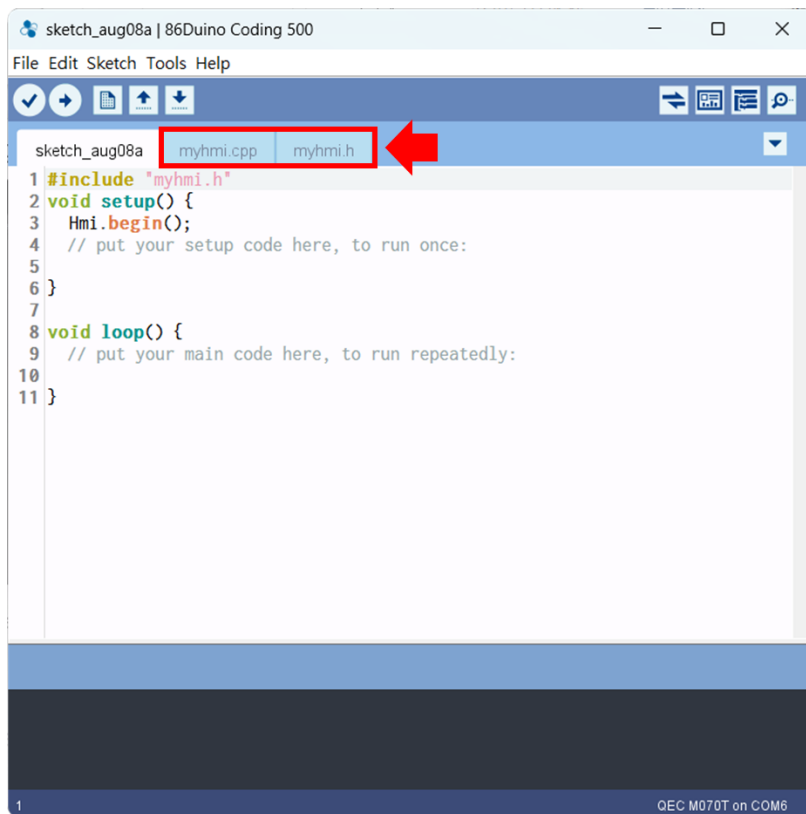 sketch_aug08a | 86Duino Coding 500
File Edit Sketch Tools Help
sketch_aug08a myhmi.cpp myhmi.h
1 #include "myhmi.h"
2 void setup() {
3 Hmi.begin();
4 // put your setup code here, to run once:
5
6 }
7
8 void loop() {
9 // put your main code here, to run repeatedly:
10
11 }
1 QEC M070T on COM6